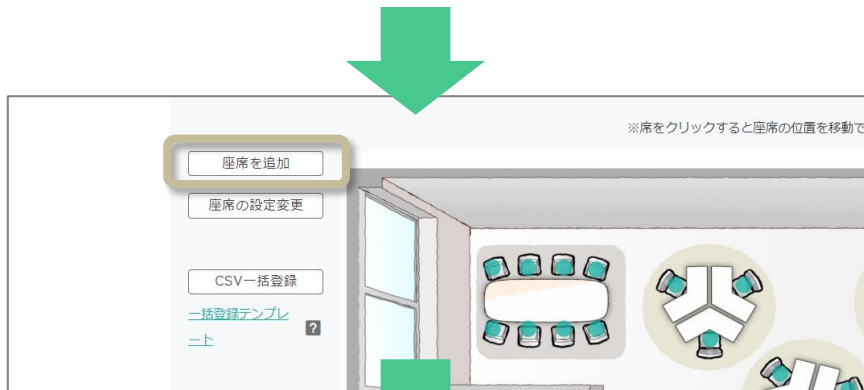 ※席をクリックすると座席の位置を移動で
座席を追加
座席の設定変更
CSV一括登録
一括登録テンプレ
ート
?